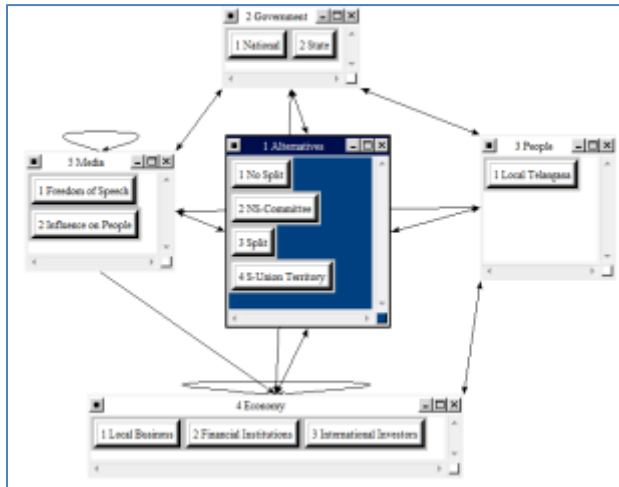 2 Government
1 National
2 State
1 Alternatives
1 No Split
2 NS-Committee
3 Split
4 S-Union Territory
5 Media
1 Freedom of Speech
2 Influence on People
3 People
1 Local Telangana
4 Economy
1 Local Business
2 Financial Institutions
3 International Investors